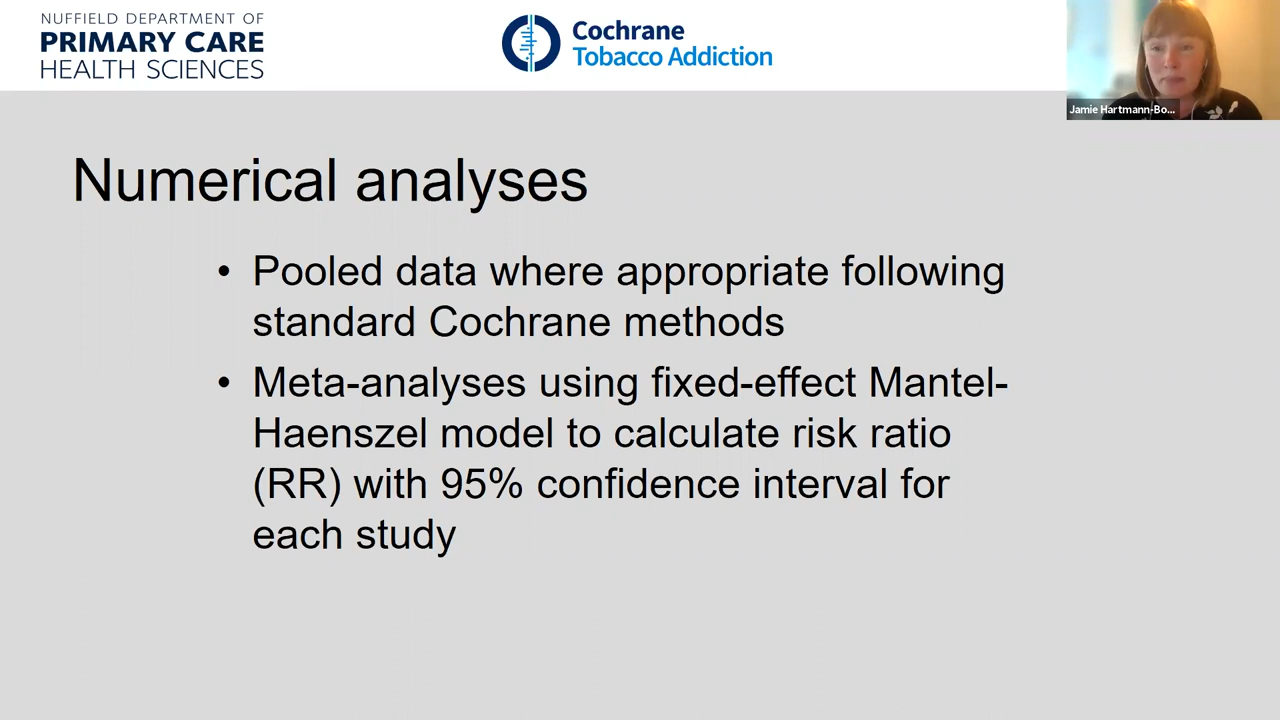 NUFFIELD DEPARTMENT OF
PRIMARY CARE
HEALTH SCIENCES
Cochrane
Tobacco Addiction
Jamie Hartmann-Bo...
Numerical analyses
• Pooled data where appropriate following
standard Cochrane methods
• Meta-analyses using fixed-effect Mantel-
Haenszel model to calculate risk ratio
(RR) with 95% confidence interval for
each study